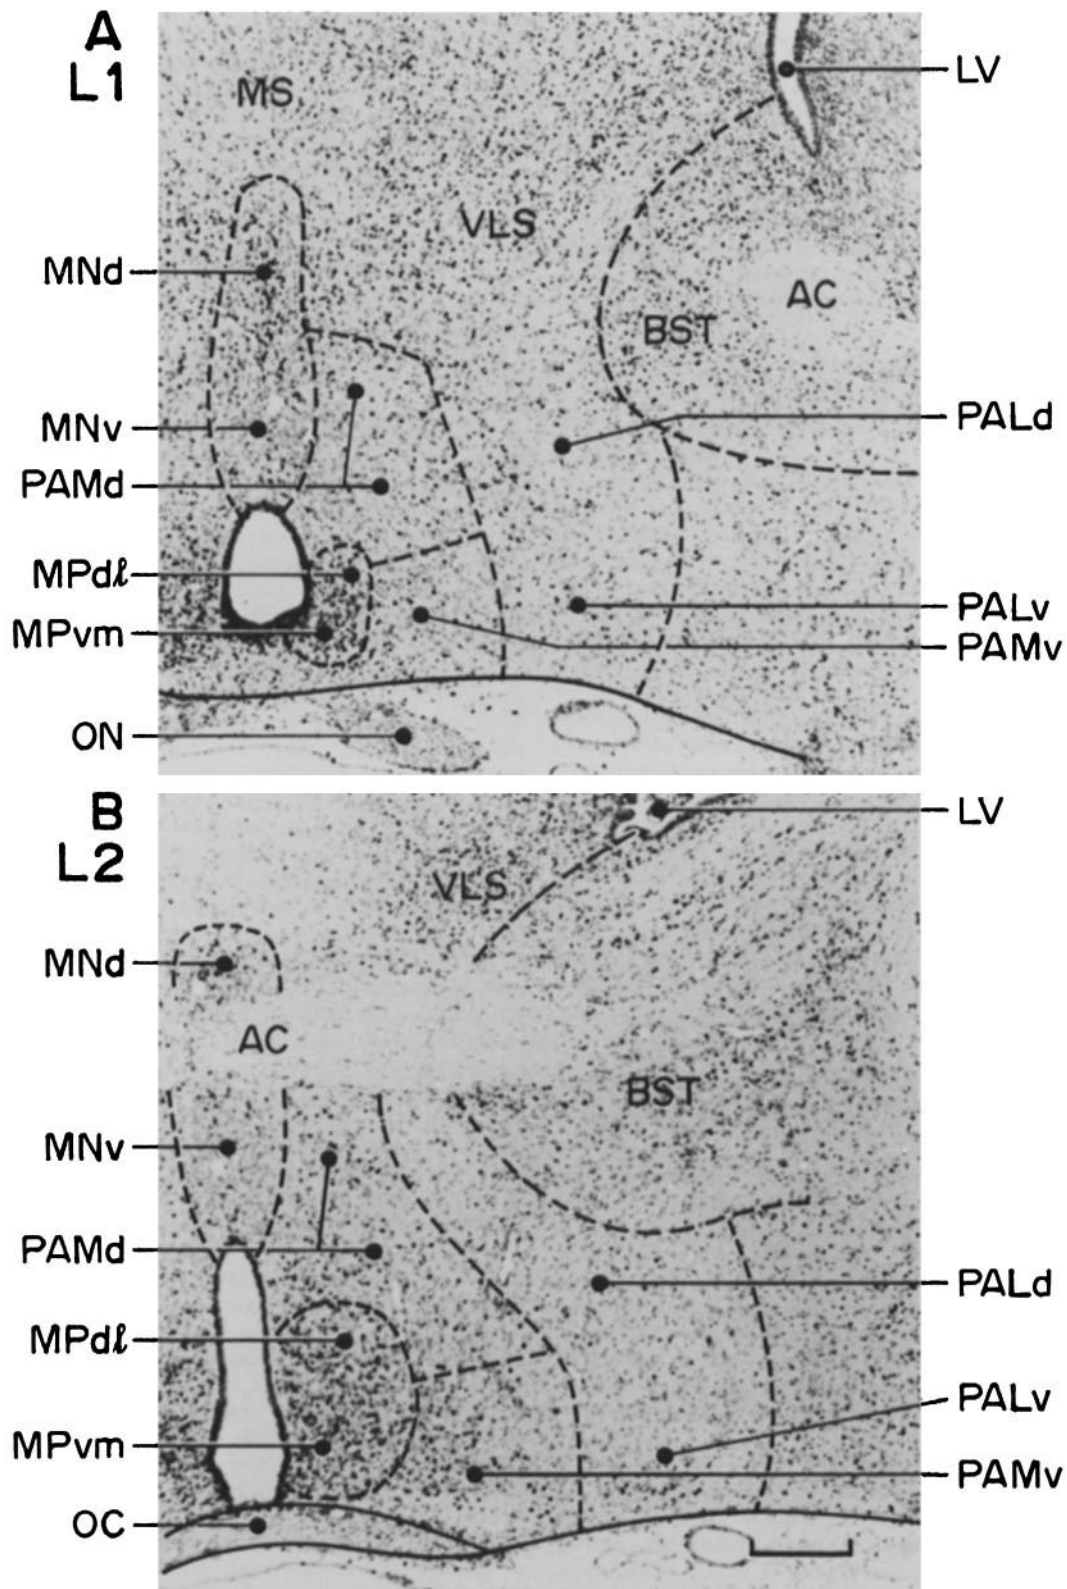 A
L1
MS
LV
VLS
MNd
AC
BST
MNv
PALd
PAMd
MPdℓ
PALv
MPvm
PAMv
ON
B
L2
LV
VLS
MNd
AC
BST
MNv
PAMd
PALd
MPdℓ
PALv
MPvm
PAMv
OC